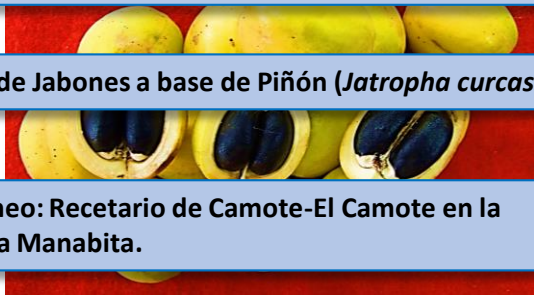 de Jabones a base de Piñón (Jatropha curcas
neo: Recetario de Camote-El Camote en la
a Manabita.